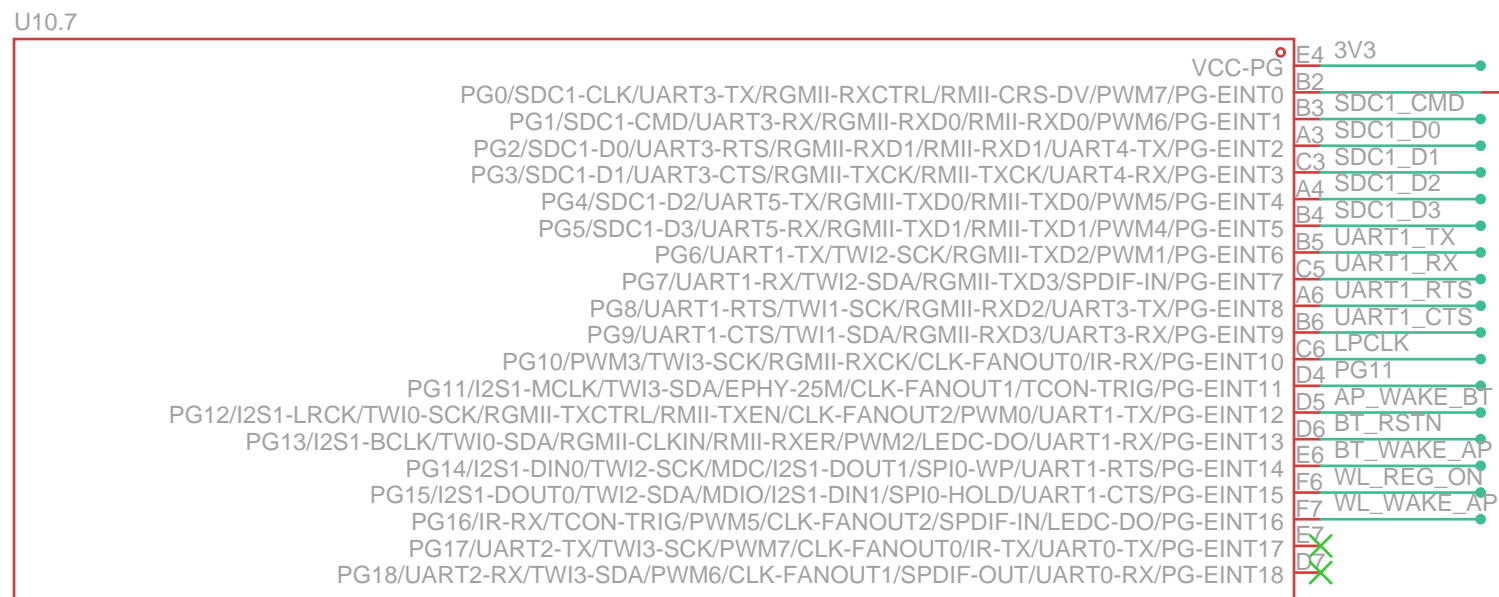 U10.7
VCC-PG E4 3V3
PG0/SDC1-CLK/UART3-TX/RGMII-RXCTRL/RMII-CRS-DV/PWM7/PG-EINT0 B2
PG1/SDC1-CMD/UART3-RX/RGMII-RXD0/RMII-RXD0/PWM6/PG-EINT1 B3 SDC1_CMD
PG2/SDC1-D0/UART3-RTS/RGMII-RXD1/RMII-RXD1/UART4-TX/PG-EINT2 A3 SDC1_D0
PG3/SDC1-D1/UART3-CTS/RGMII-TXCK/RMII-TXCK/UART4-RX/PG-EINT3 C3 SDC1_D1
PG4/SDC1-D2/UART5-TX/RGMII-TXD0/RMII-TXD0/PWM5/PG-EINT4 A4 SDC1_D2
PG5/SDC1-D3/UART5-RX/RGMII-TXD1/RMII-TXD1/PWM4/PG-EINT5 B4 SDC1_D3
PG6/UART1-TX/TWI2-SCK/RGMII-TXD2/PWM1/PG-EINT6 B5 UART1_TX
PG7/UART1-RX/TWI2-SDA/RGMII-TXD3/SPDIF-IN/PG-EINT7 C5 UART1_RX
PG8/UART1-RTS/TWI1-SCK/RGMII-RXD2/UART3-TX/PG-EINT8 A6 UART1_RTS
PG9/UART1-CTS/TWI1-SDA/RGMII-RXD3/UART3-RX/PG-EINT9 B6 UART1_CTS
PG10/PWM3/TWI3-SCK/RGMII-RXCK/CLK-FANOUT0/IR-RX/PG-EINT10 C6 LPCLK
PG11/I2S1-MCLK/TWI3-SDA/EPHY-25M/CLK-FANOUT1/TCON-TRIG/PG-EINT11 D4 PG11
PG12/I2S1-LRCK/TWI0-SCK/RGMII-TXCTRL/RMII-TXEN/CLK-FANOUT2/PWM0/UART1-TX/PG-EINT12 D5 AP_WAKE_BT
PG13/I2S1-BCLK/TWI0-SDA/RGMII-CLKIN/RMII-RXER/PWM2/LEDC-DO/UART1-RX/PG-EINT13 D6 BT_RSTN
PG14/I2S1-DIN0/TWI2-SCK/MDC/I2S1-DOUT1/SPI0-WP/UART1-RTS/PG-EINT14 E6 BT_WAKE_AP
PG15/I2S1-DOUT0/TWI2-SDA/MDIO/I2S1-DIN1/SPI0-HOLD/UART1-CTS/PG-EINT15 F6 WL_REG_ON
PG16/IR-RX/TCON-TRIG/PWM5/CLK-FANOUT2/SPDIF-IN/LEDC-DO/PG-EINT16 F7 WL_WAKE_AP
PG17/UART2-TX/TWI3-SCK/PWM7/CLK-FANOUT0/IR-TX/UART0-TX/PG-EINT17 E7
PG18/UART2-RX/TWI3-SDA/PWM6/CLK-FANOUT1/SPDIF-OUT/UART0-RX/PG-EINT18 D7